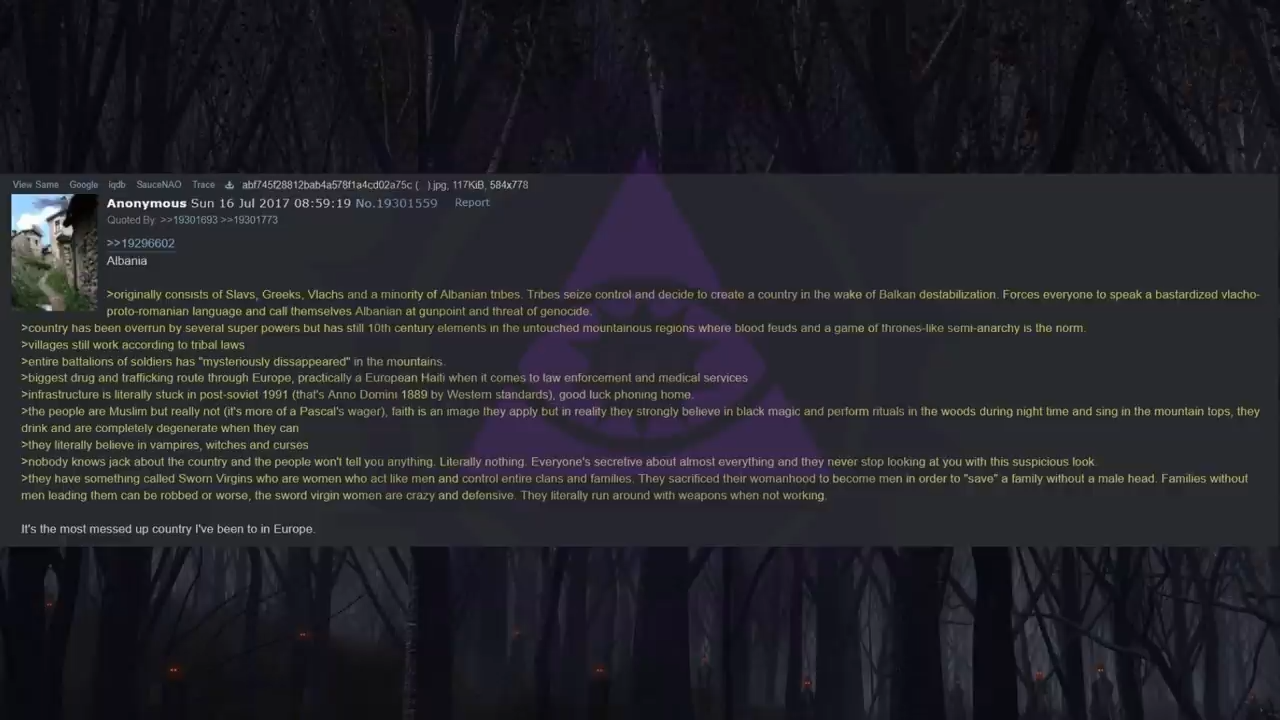 View Same Google iqdb SauceNAO Trace abf745f28812bab4a578f1a4cd02a75c ( ).jpg, 117KiB, 584x778
Anonymous Sun 16 Jul 2017 08:59:19 No.19301559 Report
Quoted By: >>19301693 >>19301773
>>19296602
Albania
>originally consists of Slavs, Greeks, Vlachs and a minority of Albanian tribes. Tribes seize control and decide to create a country in the wake of Balkan destabilization. Forces everyone to speak a bastardized vlacho-
proto-romanian language and call themselves Albanian at gunpoint and threat of genocide.
>country has been overrun by several super powers but has still 10th century elements in the untouched mountainous regions where blood feuds and a game of thrones-like semi-anarchy is the norm.
>villages still work according to tribal laws
>entire battalions of soldiers has "mysteriously dissappeared" in the mountains.
>biggest drug and trafficking route through Europe, practically a European Haiti when it comes to law enforcement and medical services
>infrastructure is literally stuck in post-soviet 1991 (that's Anno Domini 1889 by Western standards), good luck phoning home.
>the people are Muslim but really not (it's more of a Pascal's wager), faith is an image they apply but in reality they strongly believe in black magic and perform rituals in the woods during night time and sing in the mountain tops, they
drink and are completely degenerate when they can
>they literally believe in vampires, witches and curses
>nobody knows jack about the country and the people won't tell you anything. Literally nothing. Everyone's secretive about almost everything and they never stop looking at you with this suspicious look.
>they have something called Sworn Virgins who are women who act like men and control entire clans and families. They sacrificed their womanhood to become men in order to "save" a family without a male head. Families without
men leading them can be robbed or worse, the sword virgin women are crazy and defensive. They literally run around with weapons when not working.
It's the most messed up country I've been to in Europe.